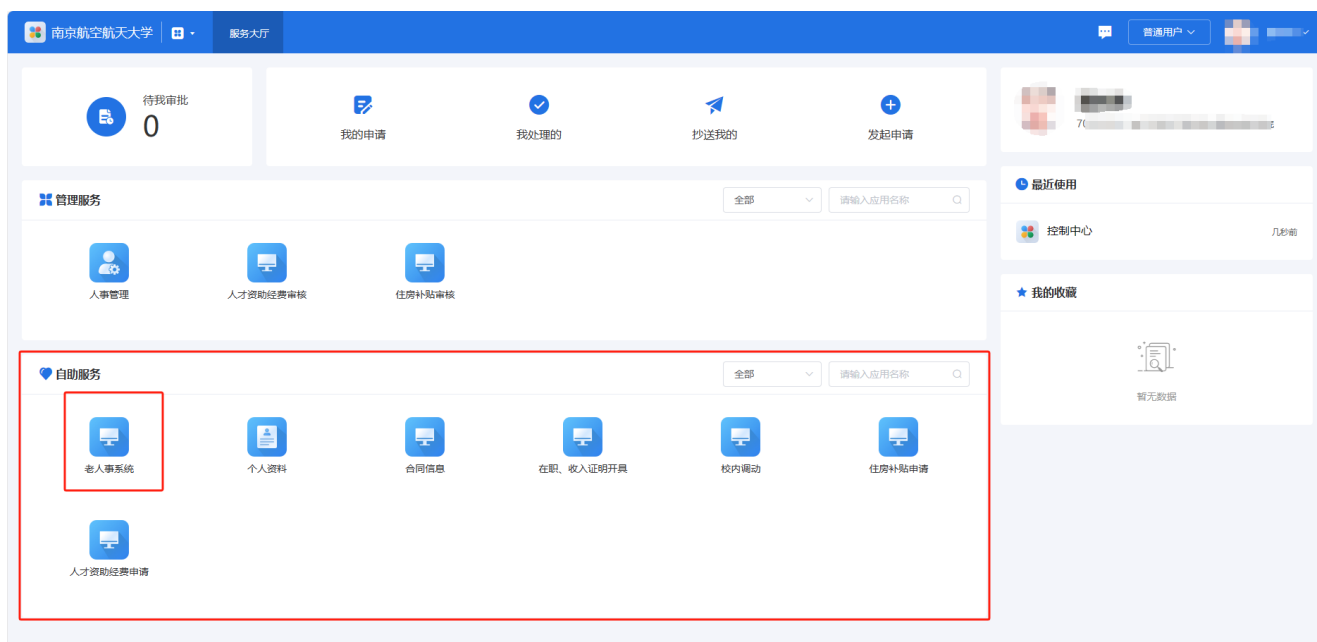 南京航空航天大学
服务大厅
普通用户
待我审批
0
我的申请
我处理的
抄送我的
发起申请
管理服务
全部
请输入应用名称
人事管理
人才资助经费审核
住房补贴审核
自助服务
全部
请输入应用名称
老人事系统
个人资料
合同信息
在职、收入证明开具
校内调动
住房补贴申请
人才资助经费申请
最近使用
控制中心
几秒前
我的收藏
暂无数据